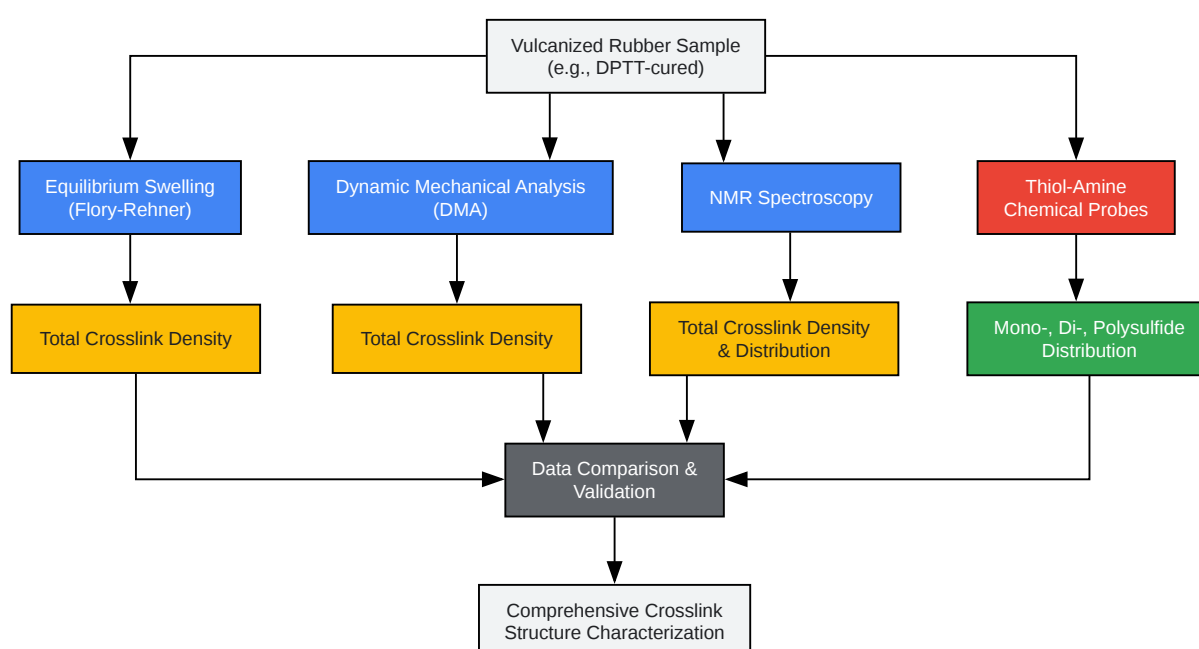 Vulcanized Rubber Sample
(e.g., DPTT-cured)
Equilibrium Swelling
(Flory-Rehner)
Dynamic Mechanical Analysis
(DMA)
NMR Spectroscopy
Thiol-Amine
Chemical Probes
Total Crosslink Density
Total Crosslink Density
Total Crosslink Density
& Distribution
Mono-, Di-, Polysulfide
Distribution
Data Comparison &
Validation
Comprehensive Crosslink
Structure Characterization